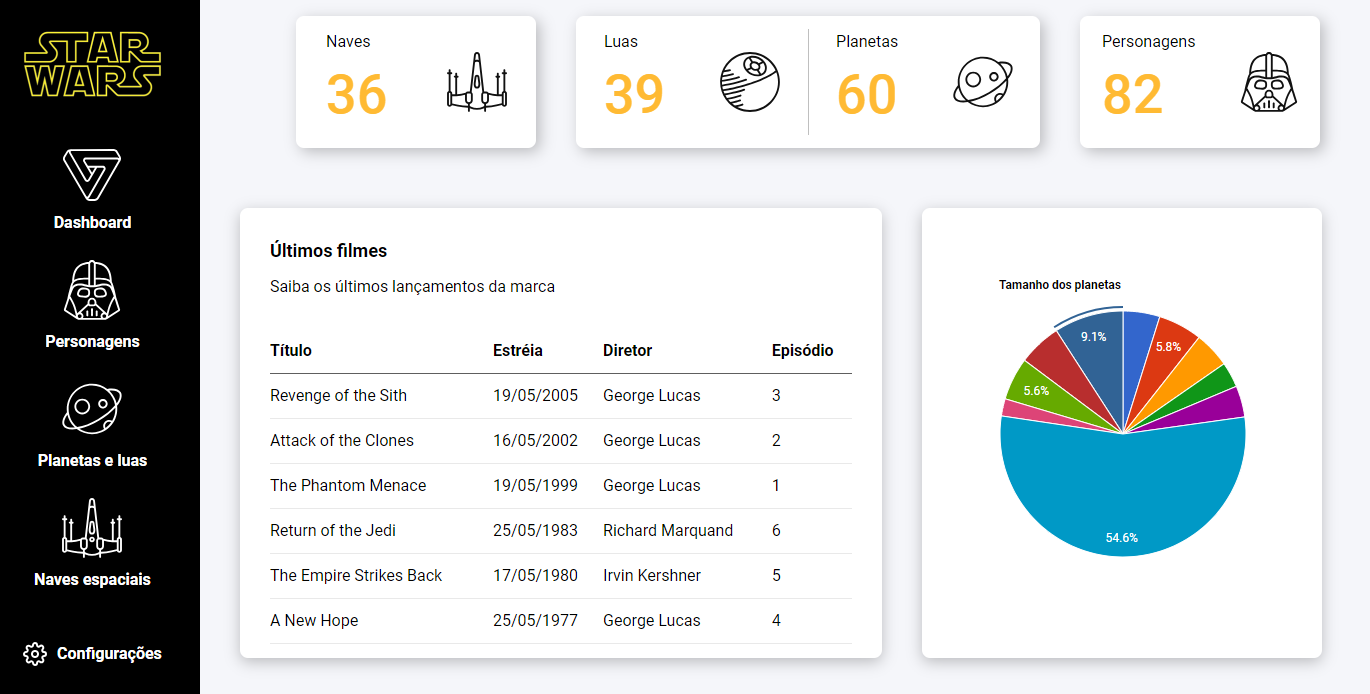 STAR
WARS
Dashboard
Personagens
Planetas e luas
Naves espaciais
Configurações
Naves
36
Luas
39
Planetas
60
Personagens
82
Últimos filmes
Saiba os últimos lançamentos da marca
Título Estréia Diretor Episódio
Revenge of the Sith 19/05/2005 George Lucas 3
Attack of the Clones 16/05/2002 George Lucas 2
The Phantom Menace 19/05/1999 George Lucas 1
Return of the Jedi 25/05/1983 Richard Marquand 6
The Empire Strikes Back 17/05/1980 Irvin Kershner 5
A New Hope 25/05/1977 George Lucas 4
Tamanho dos planetas
9.1%
5.8%
5.6%
54.6%